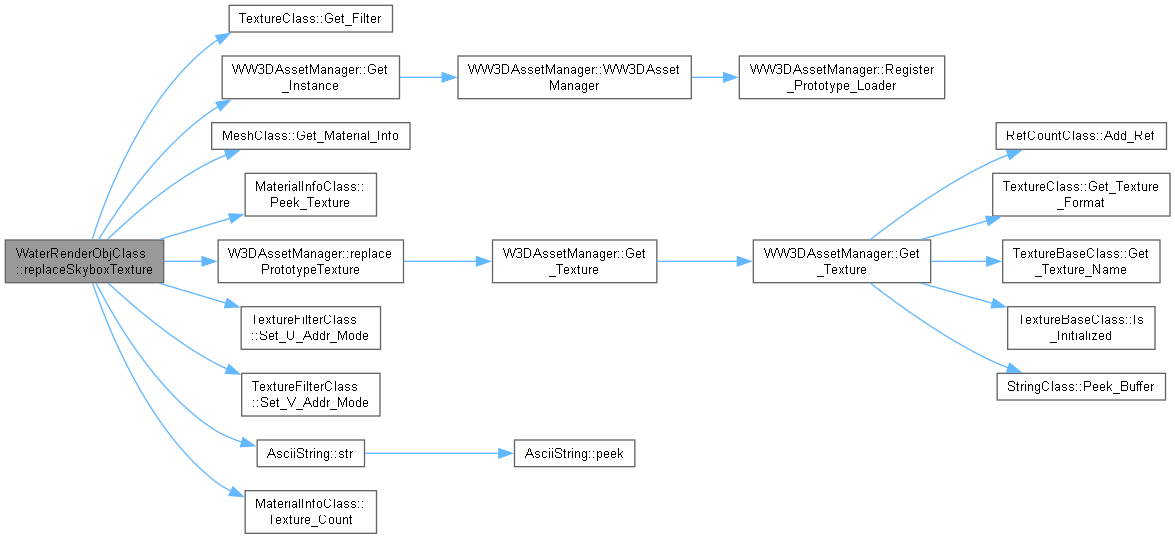 TextureClass::Get_Filter
WW3DAssetManager::Get
_Instance
WW3DAssetManager::WW3DAsset
Manager
WW3DAssetManager::Register
_Prototype_Loader
MeshClass::Get_Material_Info
RefCountClass::Add_Ref
MaterialInfoClass::
Peek_Texture
TextureClass::Get_Texture
_Format
WaterRenderObjClass
::replaceSkyboxTexture
W3DAssetManager::replace
PrototypeTexture
W3DAssetManager::Get
_Texture
WW3DAssetManager::Get
_Texture
TextureBaseClass::Get
_Texture_Name
TextureFilterClass
::Set_U_Addr_Mode
TextureBaseClass::Is
_Initialized
TextureFilterClass
::Set_V_Addr_Mode
StringClass::Peek_Buffer
AsciiString::str
AsciiString::peek
MaterialInfoClass::
Texture_Count